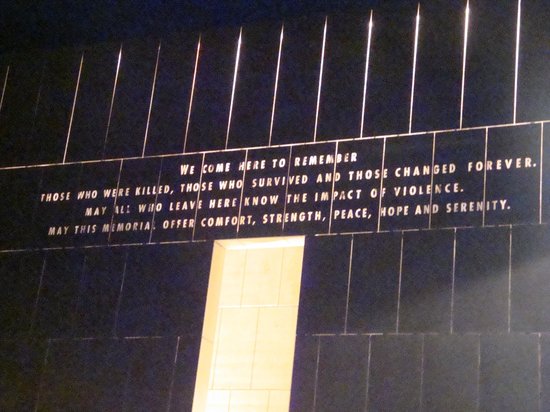 WE COME HERE TO REMEMBER
THOSE WHO WERE KILLED, THOSE WHO SURVIVED AND THOSE CHANGED FOREVER.
MAY ALL WHO LEAVE HERE KNOW THE IMPACT OF VIOLENCE.
MAY THIS MEMORIAL OFFER COMFORT, STRENGTH, PEACE, HOPE AND SERENITY.